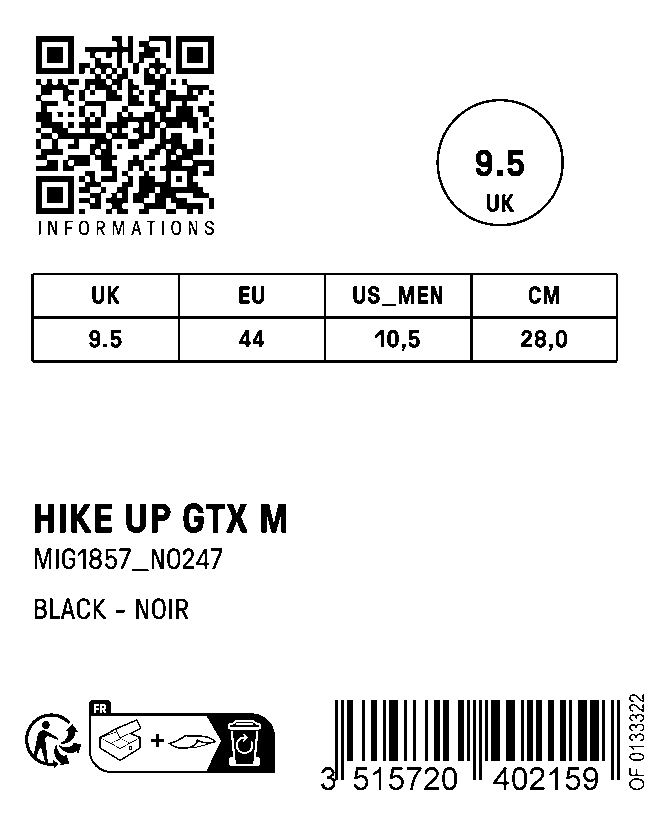 INFORMATIONS
9.5
UK
UK EU US_MEN CM
9.5 44 10,5 28,0
HIKE UP GTX M
MIG1857_N0247
BLACK - NOIR
FR
3 515720 402159
OF 0133322